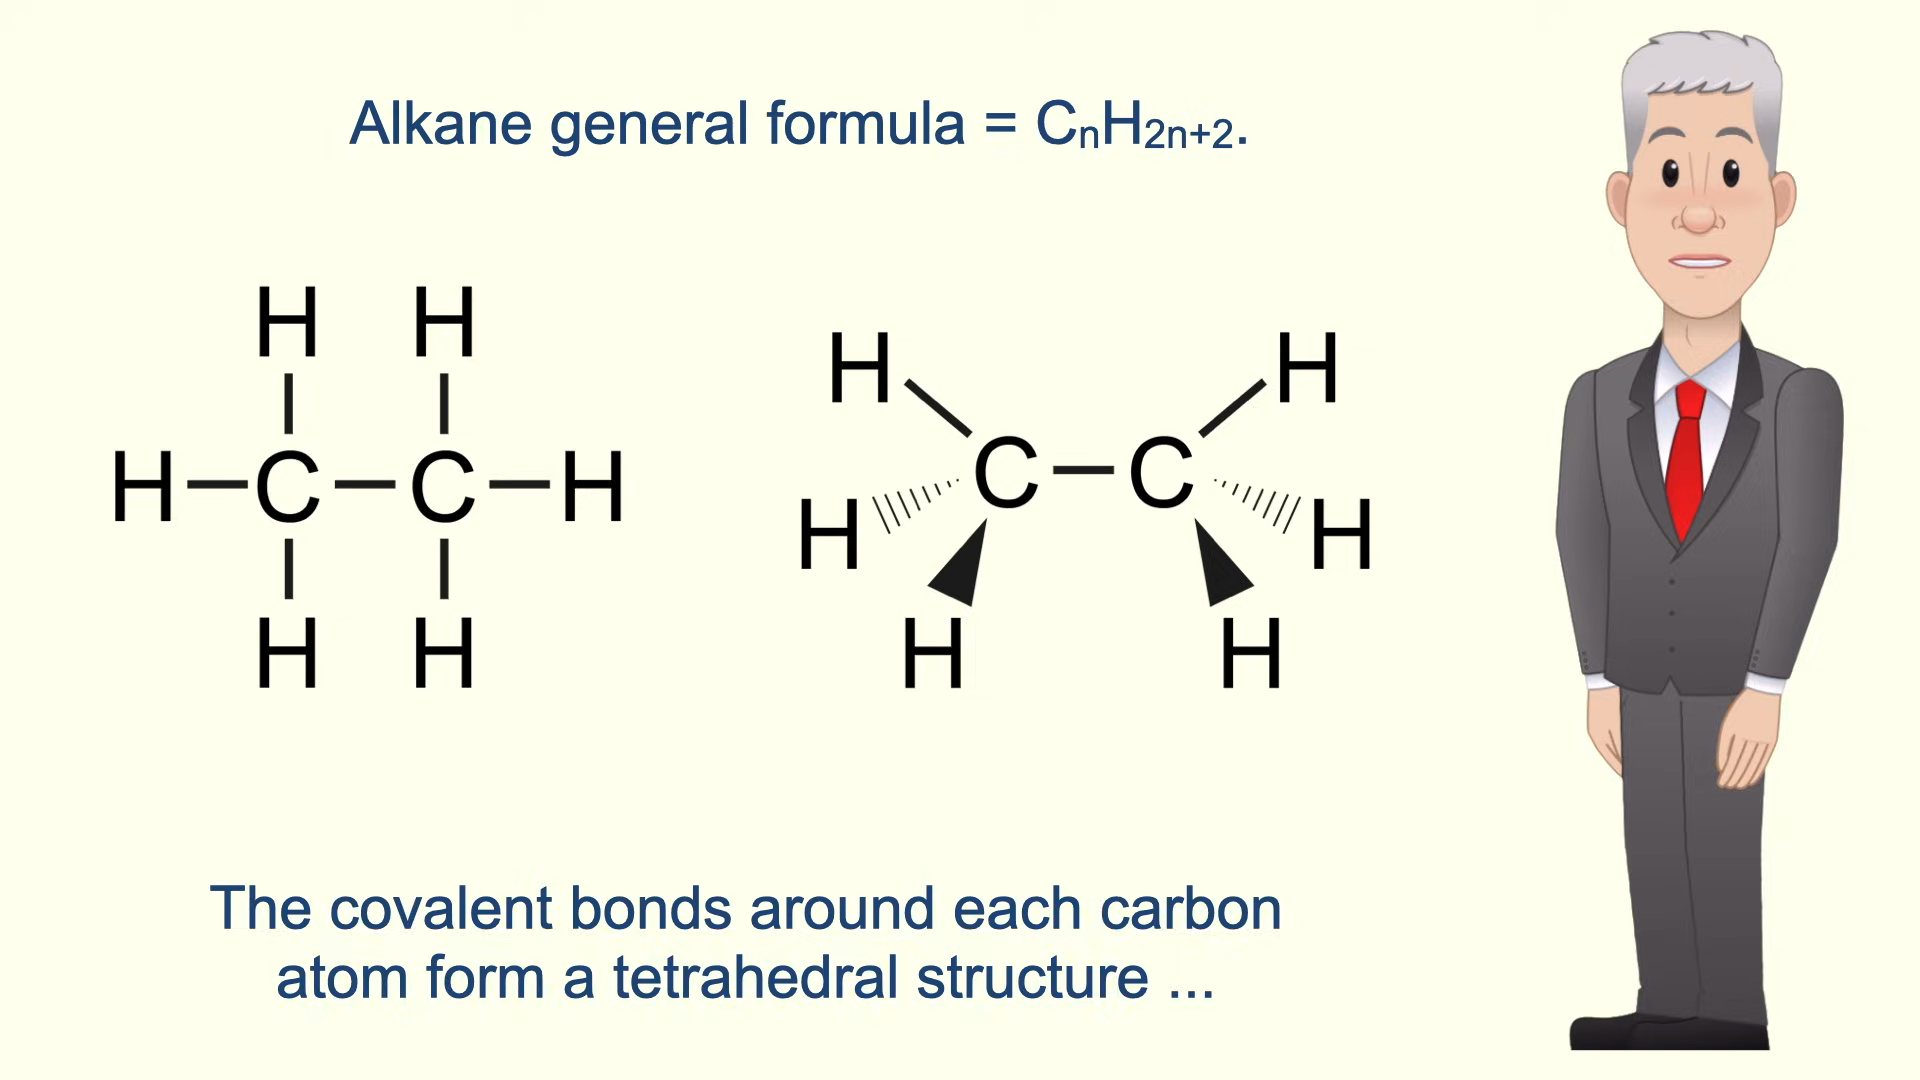 Alkane general formula = CₙH₂ₙ₊₂.
H H
H H
H C C H
C C
H H
H H
H H
The covalent bonds around each carbon
atom form a tetrahedral structure ...